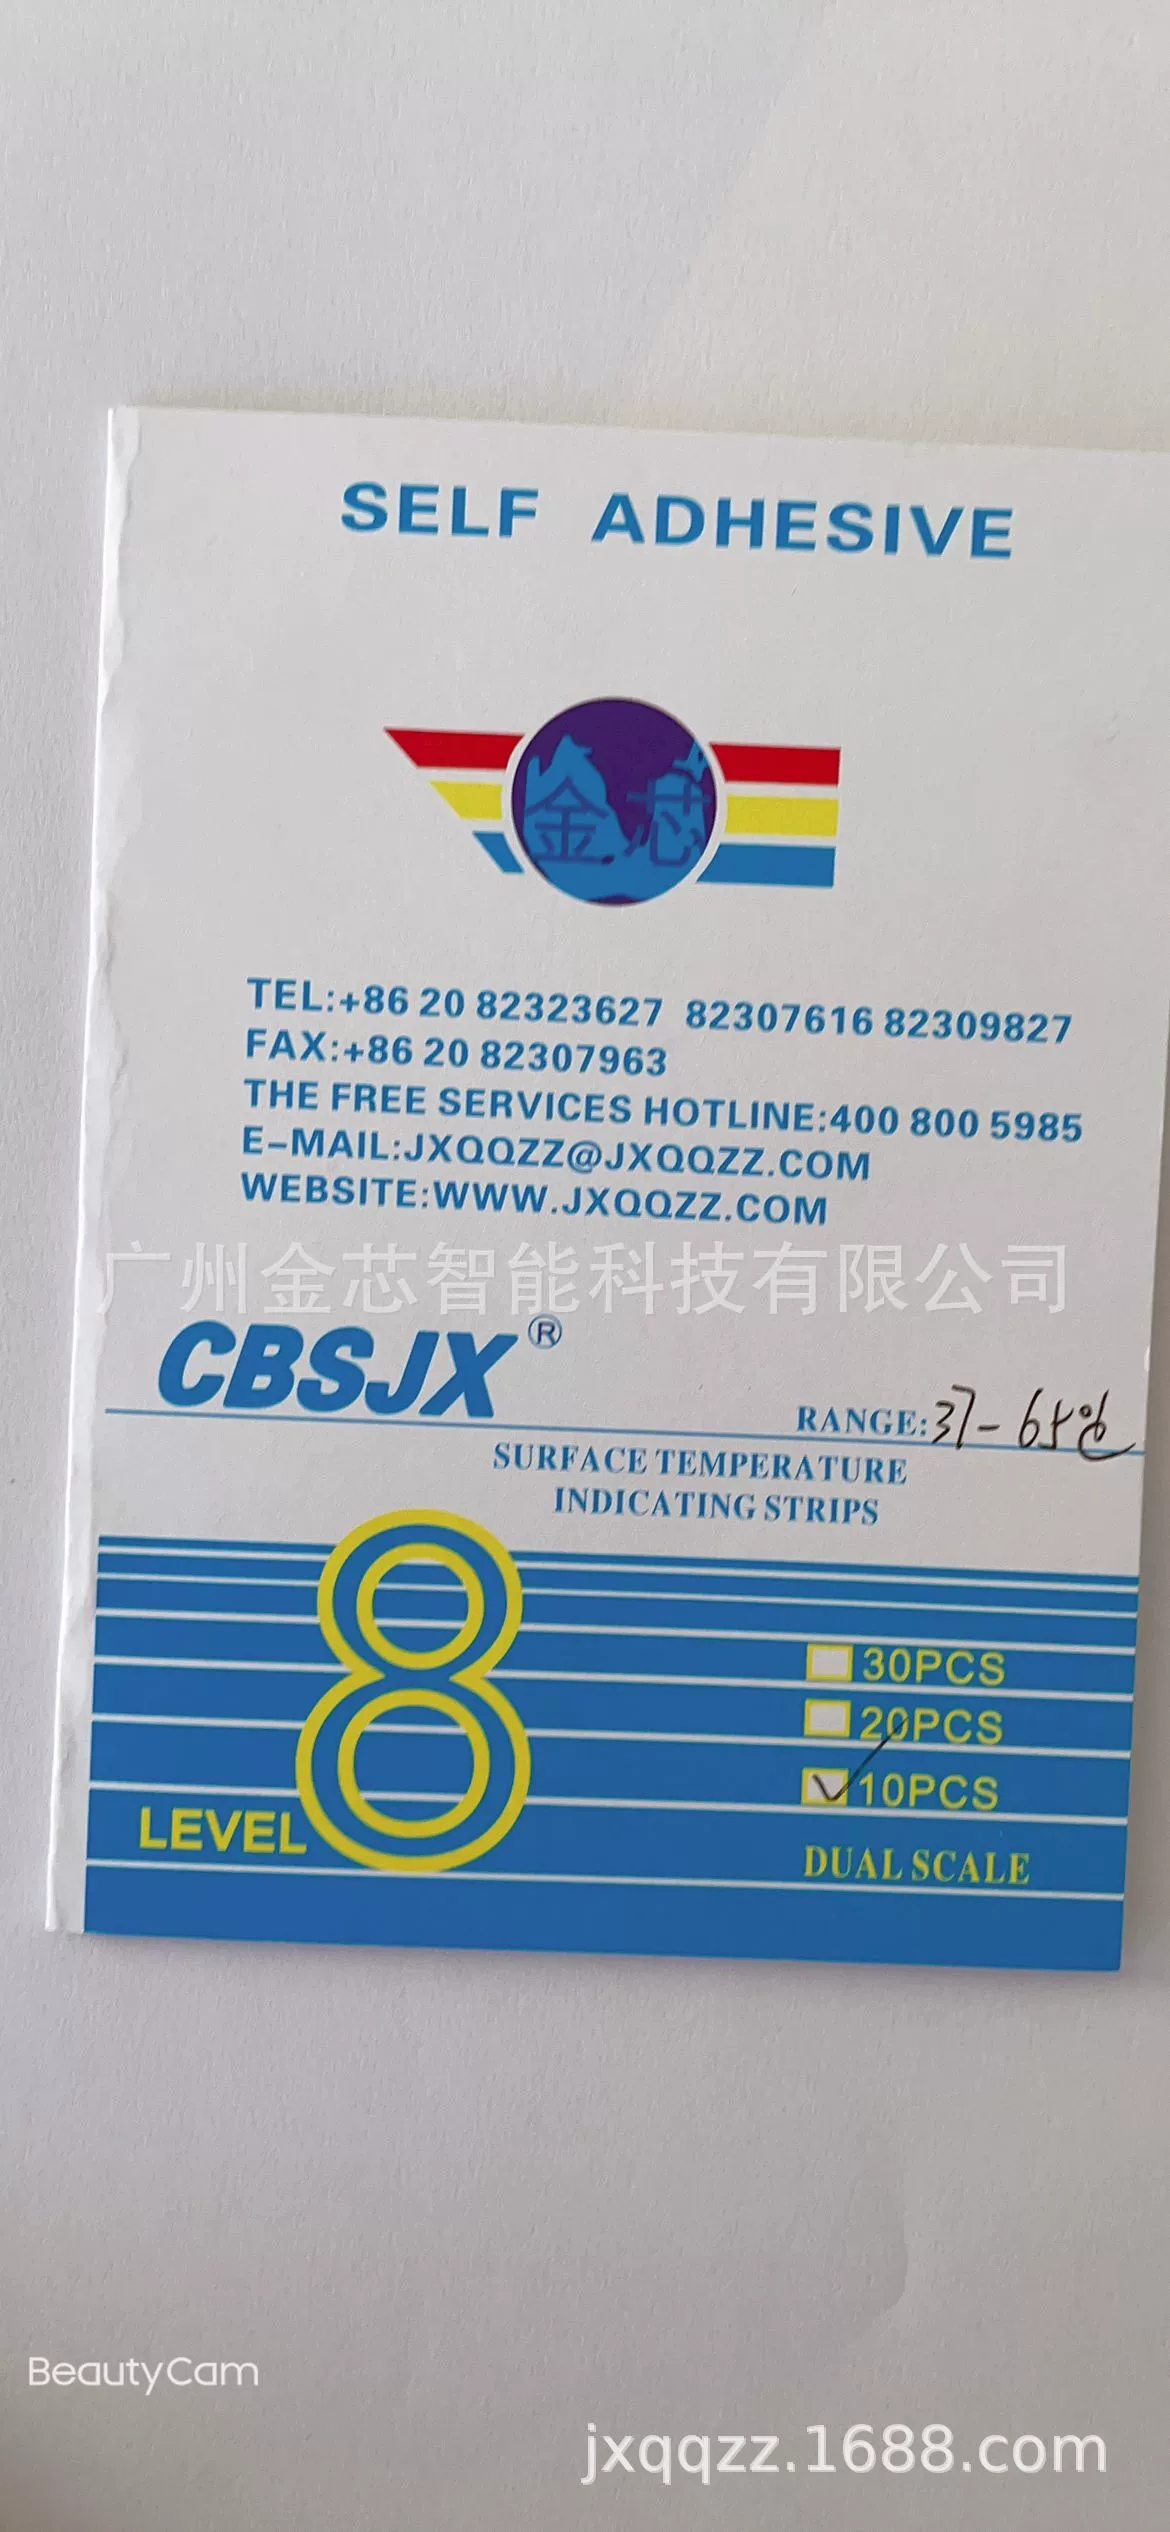 SELF ADHESIVE
金芯
TEL:+86 20 82323627 82307616 82309827
FAX:+86 20 82307963
THE FREE SERVICES HOTLINE:400 800 5985
E-MAIL:JXQQZZ@JXQQZZ.COM
WEBSITE:WWW.JXQQZZ.COM
广州金芯智能科技有限公司
CBSJX®
RANGE:37-65℃
SURFACE TEMPERATURE
INDICATING STRIPS
30PCS
20PCS
10PCS
LEVEL 8
DUAL SCALE
BeautyCam
jxqqzz.1688.com